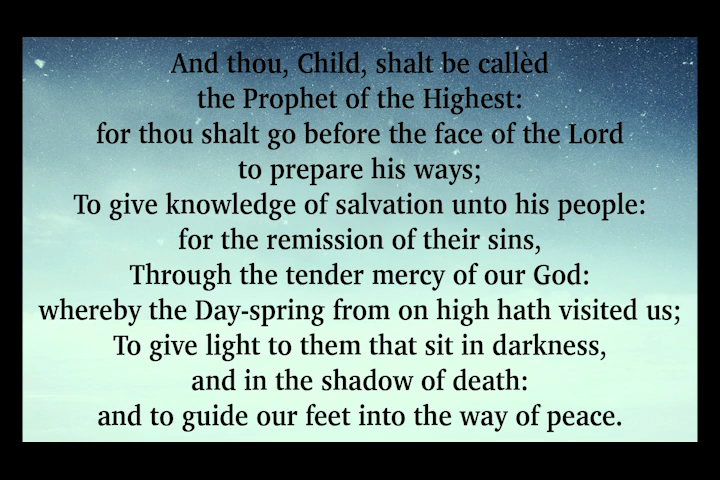 And thou, Child, shalt be callèd
the Prophet of the Highest:
for thou shalt go before the face of the Lord
to prepare his ways;
To give knowledge of salvation unto his people:
for the remission of their sins,
Through the tender mercy of our God:
whereby the Day-spring from on high hath visited us;
To give light to them that sit in darkness,
and in the shadow of death:
and to guide our feet into the way of peace.